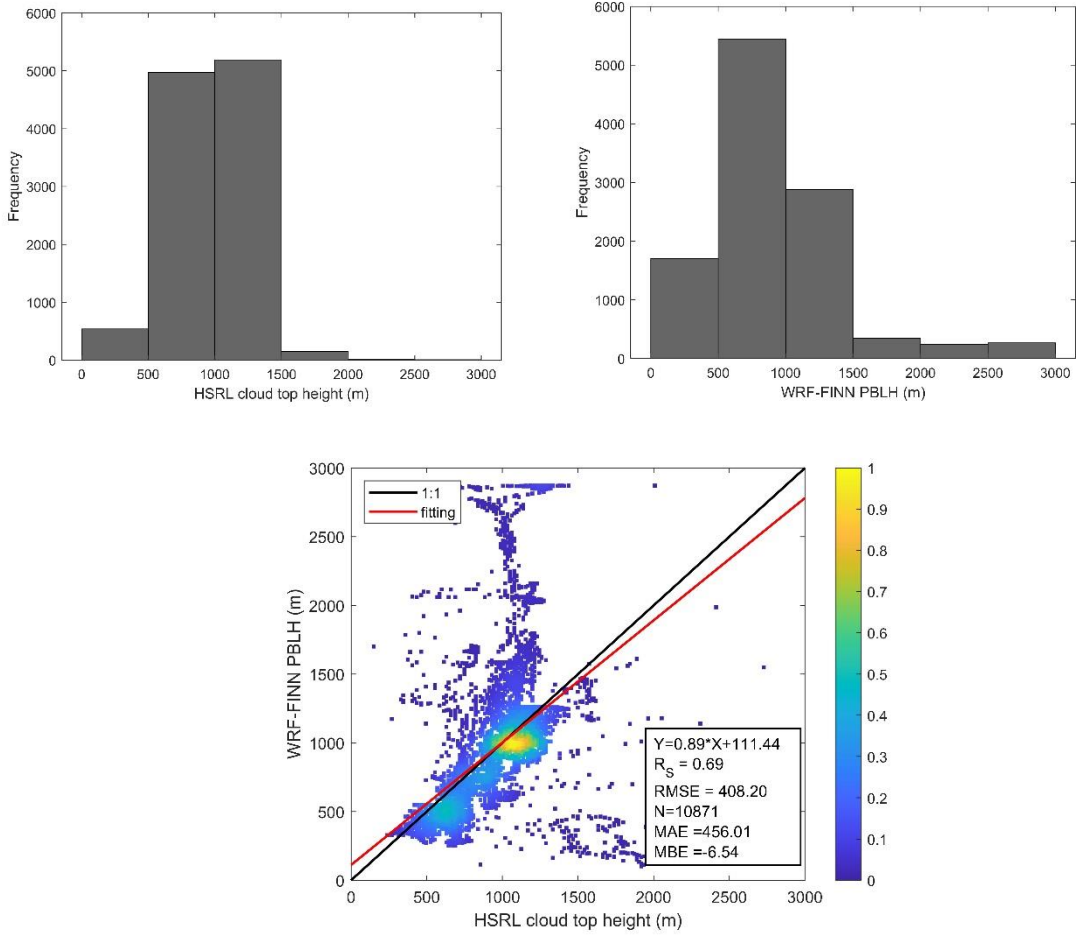 6000
5000
4000
3000
2000
1000
0
Frequency
0 500 1000 1500 2000 2500 3000
HSRL cloud top height (m)
6000
5000
4000
3000
2000
1000
0
Frequency
0 500 1000 1500 2000 2500 3000
WRF-FINN PBLH (m)
3000
2500
2000
1500
1000
500
0
WRF-FINN PBLH (m)
1:1
fitting
Y=0.89*X+111.44
R_S = 0.69
RMSE = 408.20
N=10871
MAE =456.01
MBE =-6.54
0 500 1000 1500 2000 2500 3000
HSRL cloud top height (m)
1
0.9
0.8
0.7
0.6
0.5
0.4
0.3
0.2
0.1
0